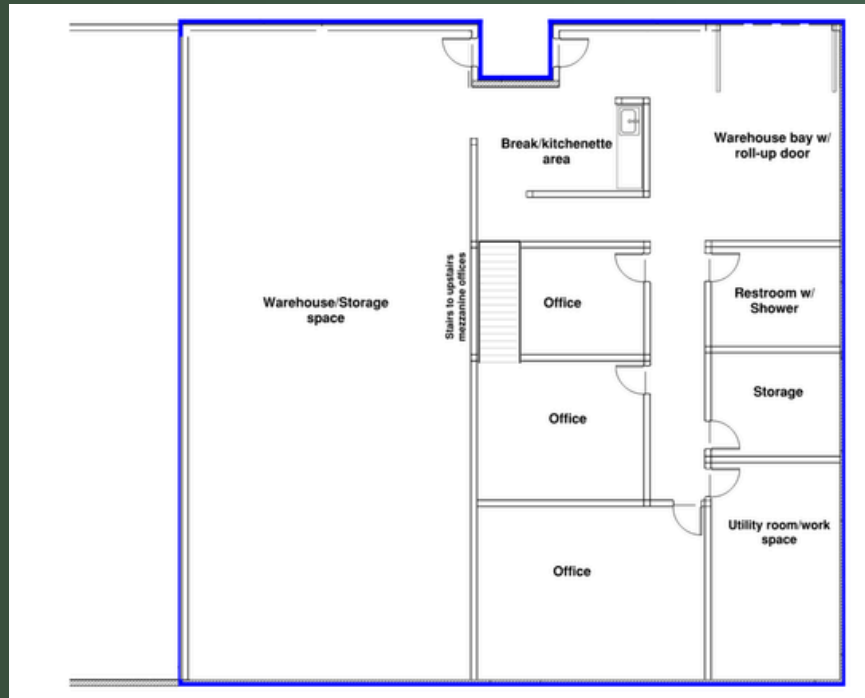 Break/kitchenette
area
Warehouse bay w/
roll-up door
Warehouse/Storage
space
Stairs to upstairs
mezzanine offices
Office
Restroom w/
Shower
Storage
Office
Utility room/work
space
Office